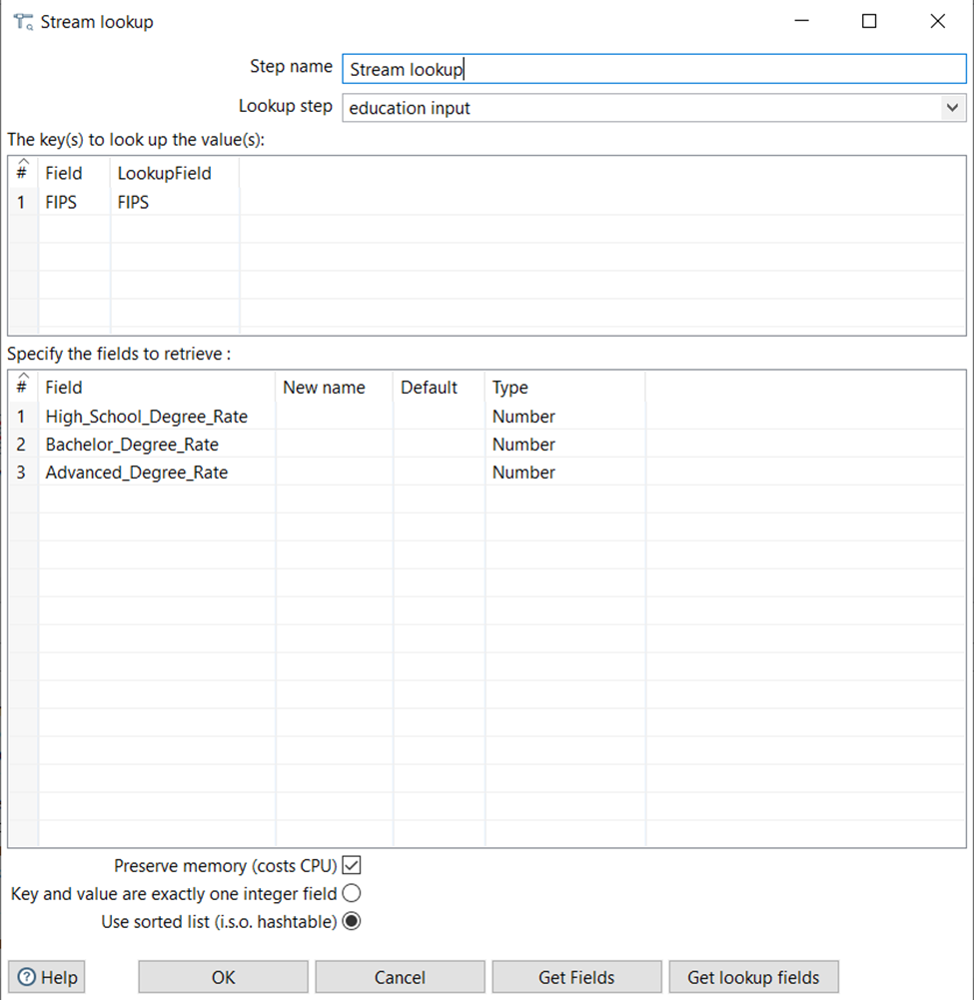 Stream lookup
Step name Stream lookup
Lookup step education input
The key(s) to look up the value(s):
# Field LookupField
1 FIPS FIPS
Specify the fields to retrieve :
# Field New name Default Type
1 High_School_Degree_Rate Number
2 Bachelor_Degree_Rate Number
3 Advanced_Degree_Rate Number
Preserve memory (costs CPU)
Key and value are exactly one integer field
Use sorted list (i.s.o. hashtable)
? Help OK Cancel Get Fields Get lookup fields